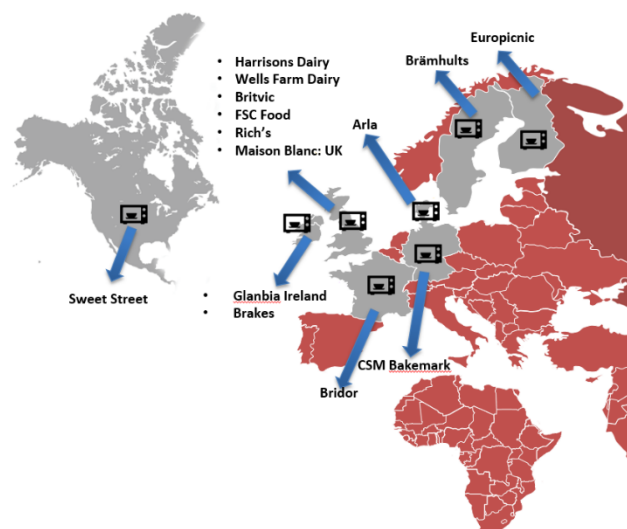 Europicnic
Brämhults
• Harrisons Dairy
• Wells Farm Dairy
• Britvic
• FSC Food
• Rich's
• Maison Blanc: UK
Arla
Sweet Street
• Glanbia Ireland
• Brakes
CSM Bakemark
Bridor